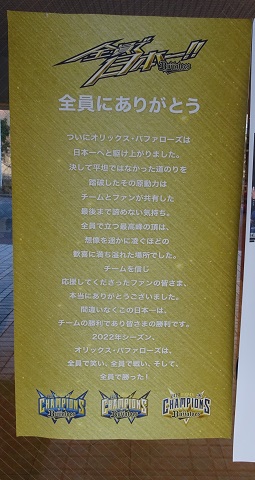 全員で日本一!!
全員にありがとう
ついにオリックス・バファローズは
日本一へと駆け上がりました。
決して平坦ではなかった道のりを
踏破したその原動力は
チームとファンが共有した
最後まで諦めない気持ち。
全員で立つ最高峰の頂は、
想像を遥かに凌ぐほどの
歓喜に満ち溢れた場所でした。
チームを信じ
応援してくださったファンの皆さま、
本当にありがとうございました。
間違いなくこの日本一は、
チームの勝利であり皆さまの勝利です。
2022年シーズン、
オリックス・バファローズは、
全員で笑い、全員で戦い、そして、
全員で勝った！
CHAMPIONS
Buffaloes
CHAMPIONS
Buffaloes
CHAMPIONS
Buffaloes